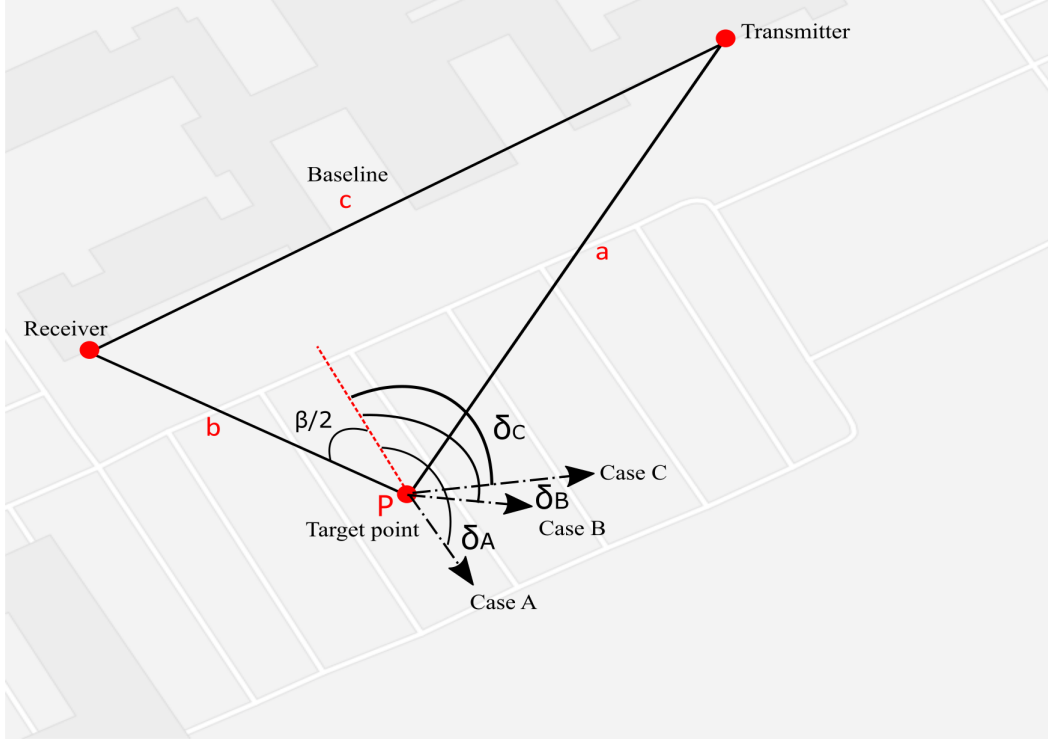 Transmitter
Baseline
c
a
Receiver
β/2
b
δC
Case C
P
δB
Target point
Case B
δA
Case A